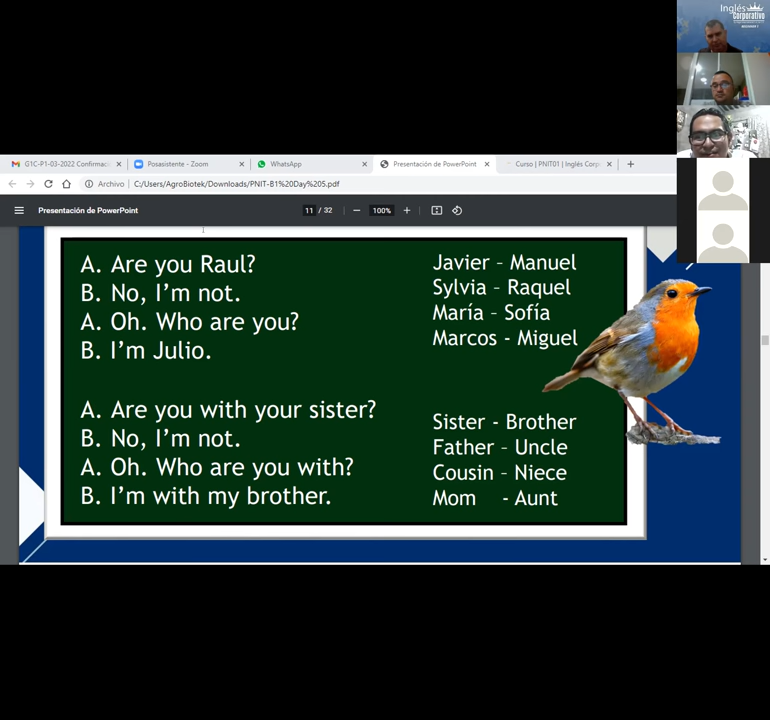 Inglés
Corporativo
G1C-P1-03-2022 Confirmac
Posasistente - Zoom
WhatsApp
Presentación de PowerPoint
Curso | PNIT01 | Inglés Corp
Archivo
C:/Users/AgroBiotek/Downloads/PNIT-B1%20Day%205.pdf
Presentación de PowerPoint
11 / 32
100%
A. Are you Raul?
B. No, I'm not.
A. Oh. Who are you?
B. I'm Julio.
Javier – Manuel
Sylvia – Raquel
María – Sofía
Marcos - Miguel
A. Are you with your sister?
B. No, I'm not.
A. Oh. Who are you with?
B. I'm with my brother.
Sister - Brother
Father – Uncle
Cousin – Niece
Mom - Aunt